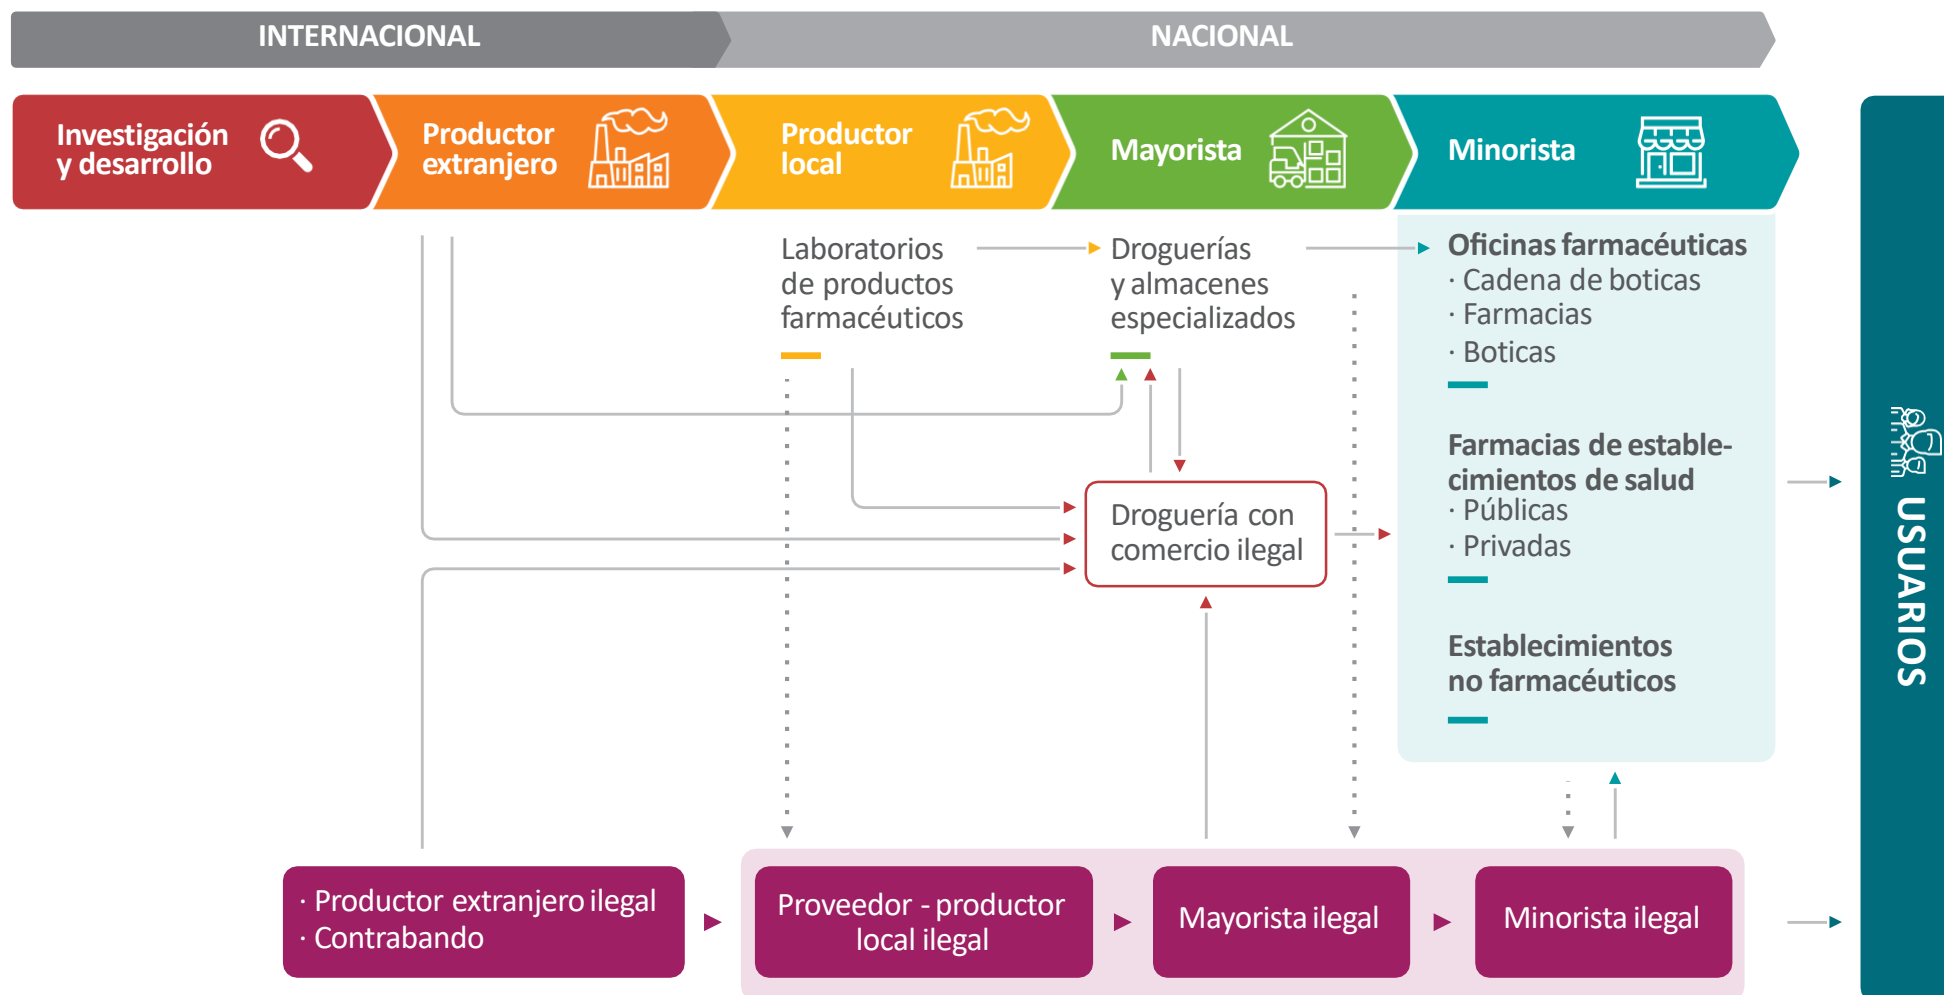 INTERNACIONAL
NACIONAL
Investigación
y desarrollo
Productor
extranjero
Productor
local
Mayorista
Minorista
Laboratorios
de productos
farmacéuticos
Droguerías
y almacenes
especializados
Oficinas farmacéuticas
· Cadena de boticas
· Farmacias
· Boticas
Farmacias de estable-
cimientos de salud
· Públicas
· Privadas
Establecimientos
no farmacéuticos
Droguería con
comercio ilegal
USUARIOS
· Productor extranjero ilegal
· Contrabando
Proveedor - productor
local ilegal
Mayorista ilegal
Minorista ilegal